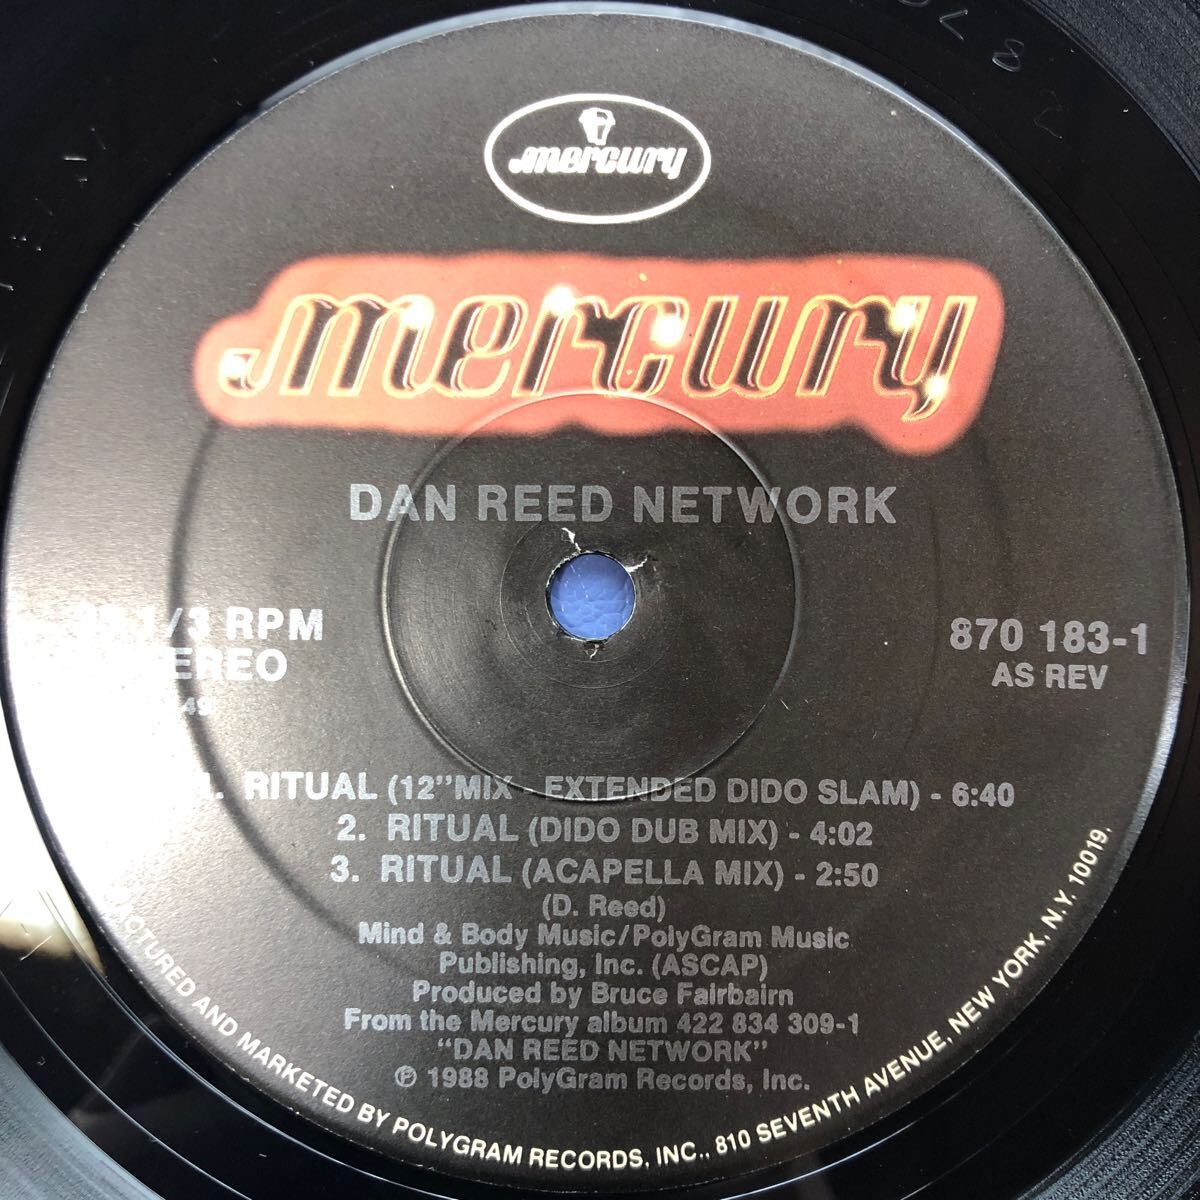 mercury
mercury
DAN REED NETWORK
1/3 RPM
870 183-1
AS REV
1. RITUAL (12" MIX - EXTENDED DIDO SLAM) - 6:40
2. RITUAL (DIDO DUB MIX) - 4:02
3. RITUAL (ACAPELLA MIX) - 2:50
(D. Reed)
Mind & Body Music/PolyGram Music
Publishing, Inc. (ASCAP)
Produced by Bruce Fairbairn
From the Mercury album 422 834 309-1
"DAN REED NETWORK"
℗ 1988 PolyGram Records, Inc.
AND MARKETED BY POLYGRAM RECORDS, INC., 810 SEVENTH AVENUE, NEW YORK, N.Y. 10019.